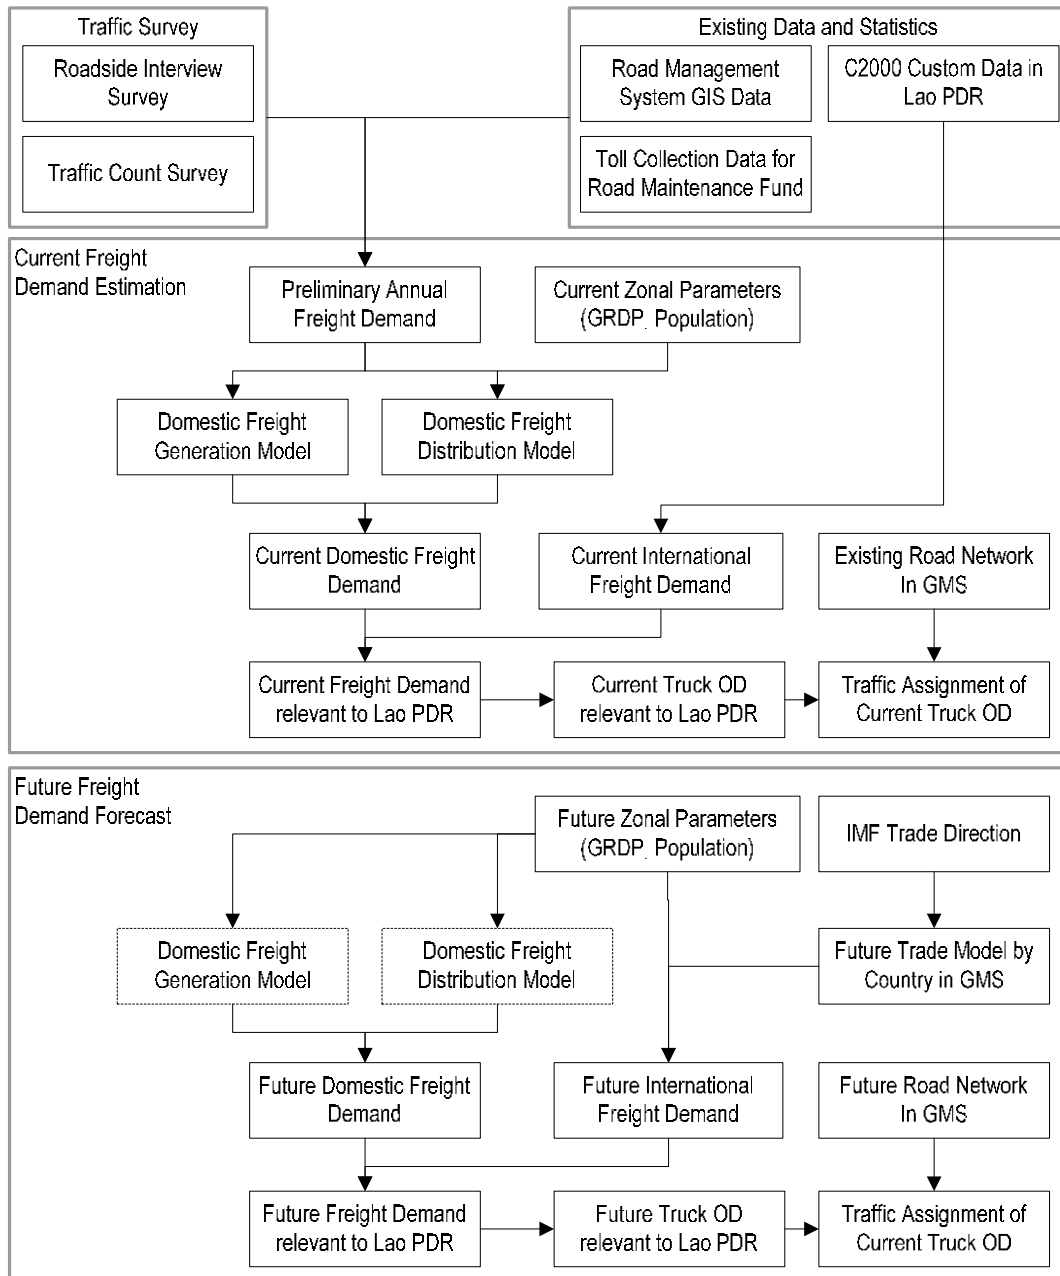 Traffic Survey
Roadside Interview
Survey
Traffic Count Survey
Existing Data and Statistics
Road Management
System GIS Data
C2000 Custom Data in
Lao PDR
Toll Collection Data for
Road Maintenance Fund
Current Freight
Demand Estimation
Preliminary Annual
Freight Demand
Current Zonal Parameters
(GRDP, Population)
Domestic Freight
Generation Model
Domestic Freight
Distribution Model
Current Domestic Freight
Demand
Current International
Freight Demand
Existing Road Network
In GMS
Current Freight Demand
relevant to Lao PDR
Current Truck OD
relevant to Lao PDR
Traffic Assignment of
Current Truck OD
Future Freight
Demand Forecast
Future Zonal Parameters
(GRDP, Population)
IMF Trade Direction
Domestic Freight
Generation Model
Domestic Freight
Distribution Model
Future Trade Model by
Country in GMS
Future Domestic Freight
Demand
Future International
Freight Demand
Future Road Network
In GMS
Future Freight Demand
relevant to Lao PDR
Future Truck OD
relevant to Lao PDR
Traffic Assignment of
Current Truck OD